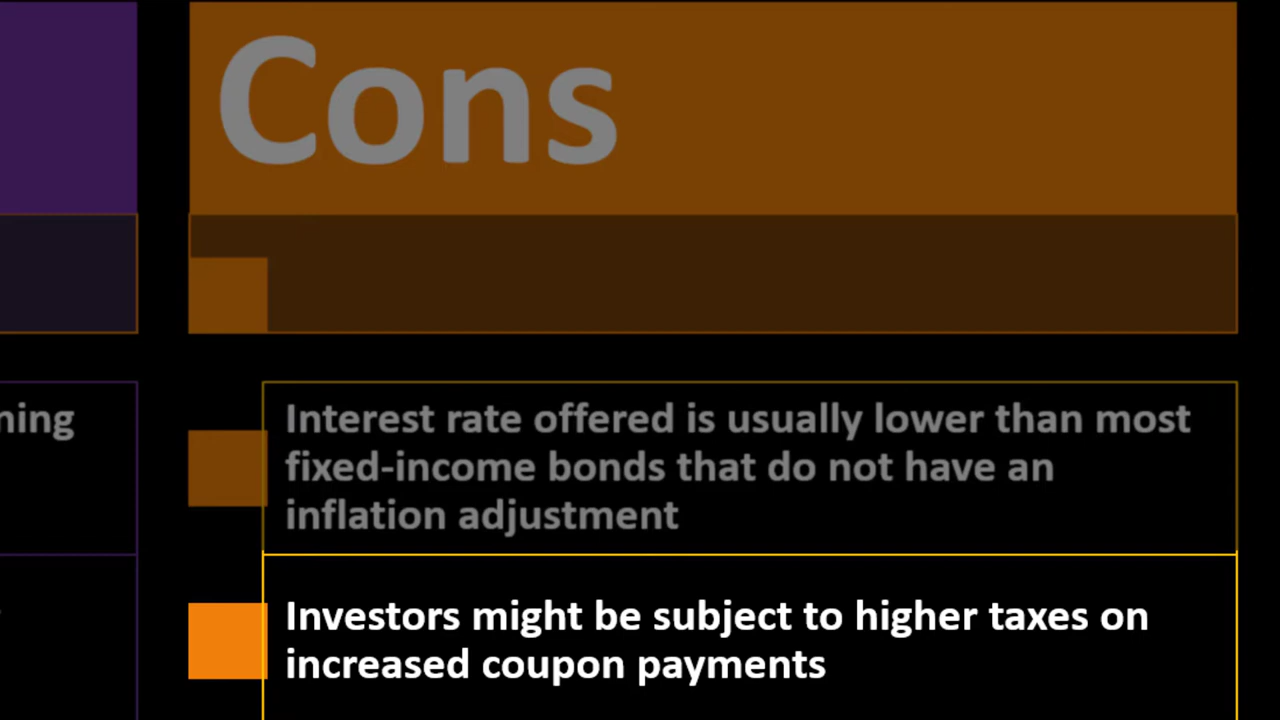 Cons
Interest rate offered is usually lower than most
fixed-income bonds that do not have an
inflation adjustment
Investors might be subject to higher taxes on
increased coupon payments